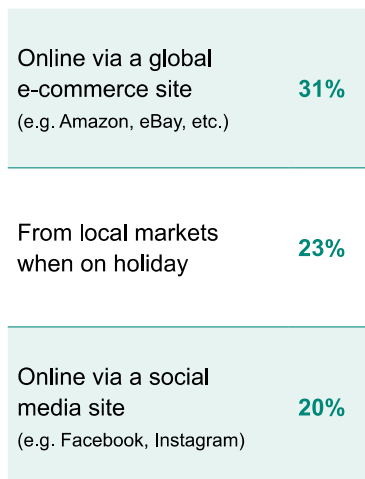 Online via a global
e-commerce site
31%
(e.g. Amazon, eBay, etc.)
From local markets
when on holiday
23%
Online via a social
media site
20%
(e.g. Facebook, Instagram)